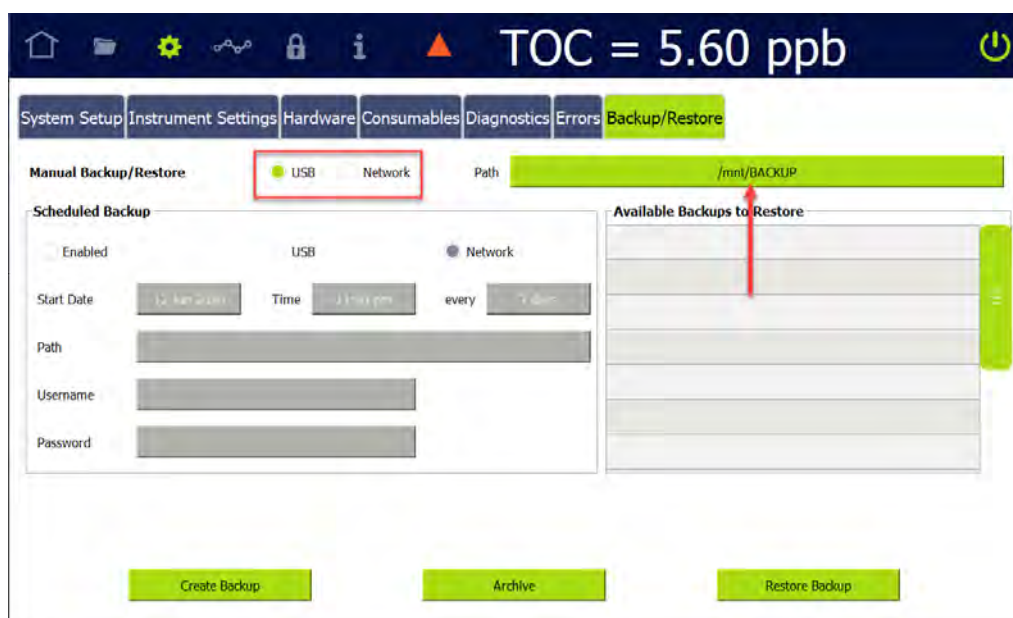 TOC = 5.60 ppb
System Setup Instrument Settings Hardware Consumables Diagnostics Errors Backup/Restore
Manual Backup/Restore USB Network Path /mnt/BACKUP
Scheduled Backup Available Backups to Restore
Enabled USB Network
Start Date Time every
Path
Username
Password
Create Backup Archive Restore Backup